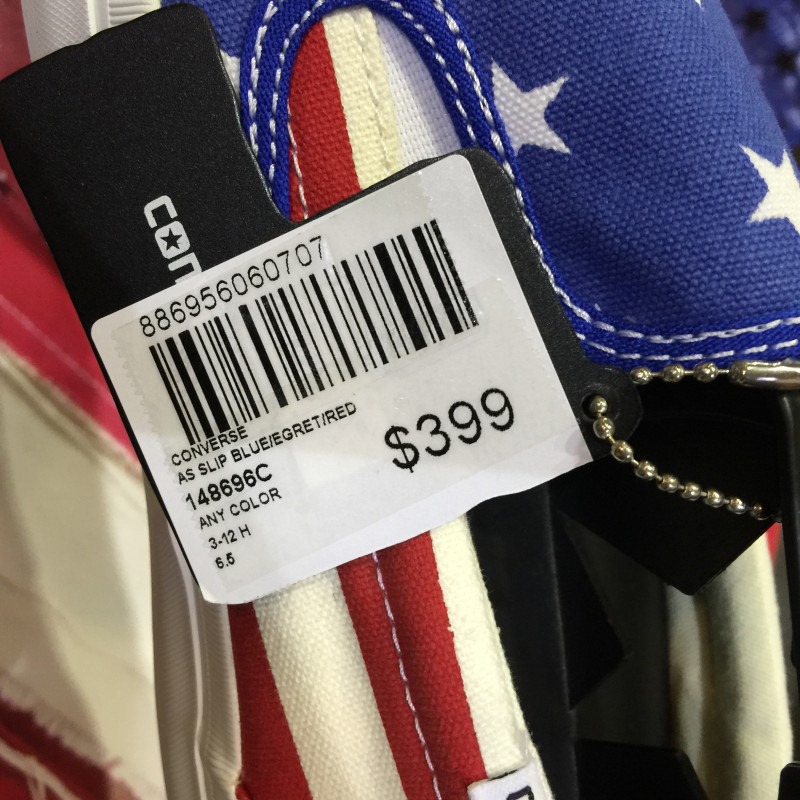 886956060707
CONVERSE
AS SLIP BLUE/EGRET/RED
148696C
ANY COLOR
3-12 H
6.5
$399